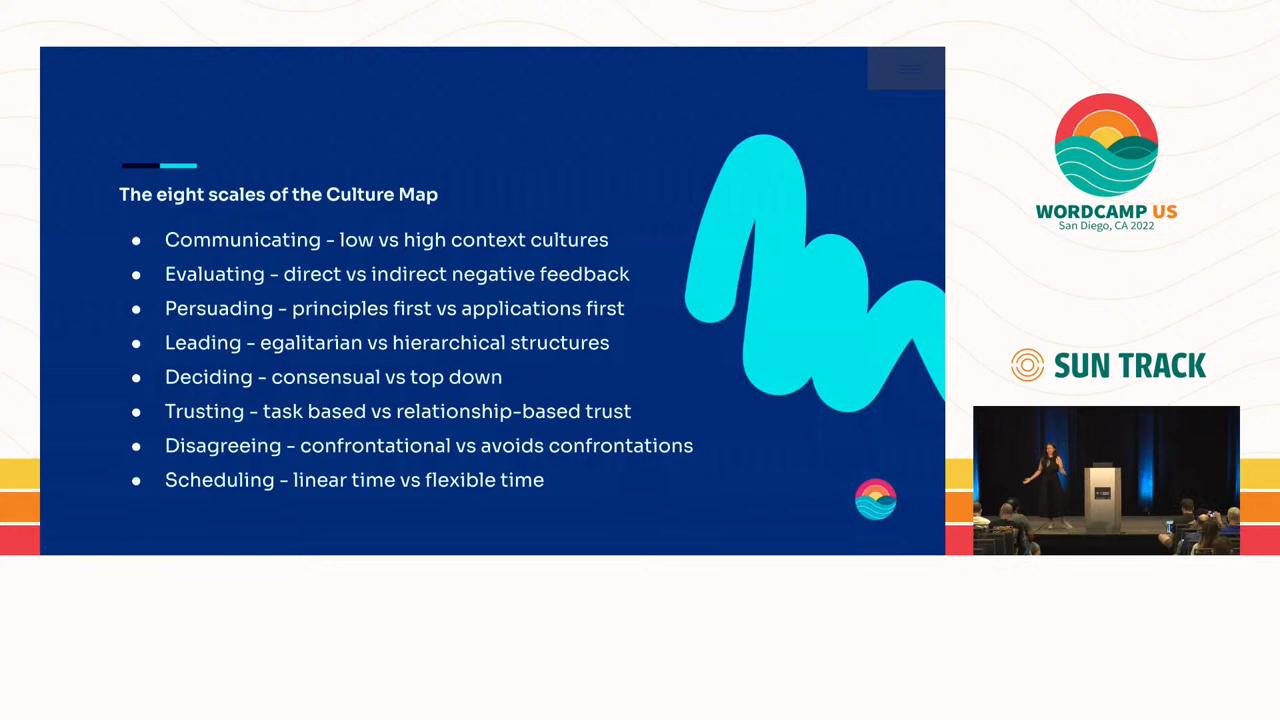 The eight scales of the Culture Map
● Communicating - low vs high context cultures
● Evaluating - direct vs indirect negative feedback
● Persuading - principles first vs applications first
● Leading - egalitarian vs hierarchical structures
● Deciding - consensual vs top down
● Trusting - task based vs relationship-based trust
● Disagreeing - confrontational vs avoids confrontations
● Scheduling - linear time vs flexible time
WORDCAMP US
San Diego, CA 2022
SUN TRACK